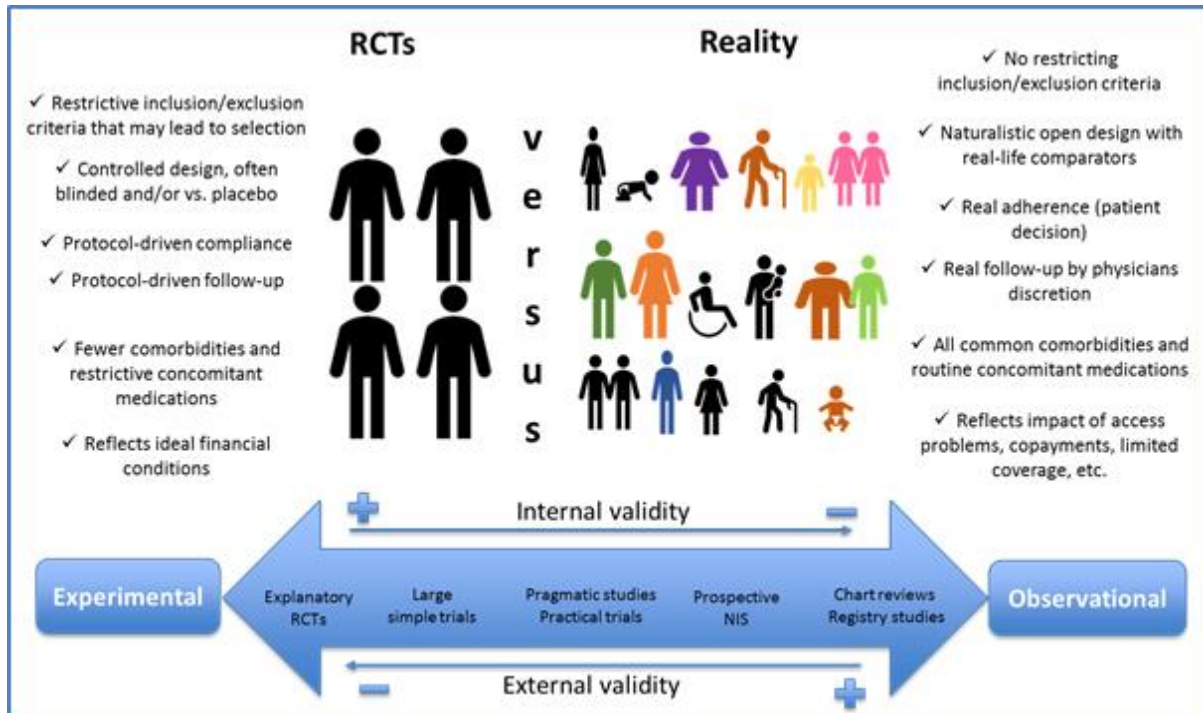 RCTs
Reality
✓ Restrictive inclusion/exclusion
criteria that may lead to selection
✓ Controlled design, often
blinded and/or vs. placebo
✓ Protocol-driven compliance
✓ Protocol-driven follow-up
✓ Fewer comorbidities and
restrictive concomitant
medications
✓ Reflects ideal financial
conditions
v
e
r
s
u
s
✓ No restricting
inclusion/exclusion criteria
✓ Naturalistic open design with
real-life comparators
✓ Real adherence (patient
decision)
✓ Real follow-up by physicians
discretion
✓ All common comorbidities and
routine concomitant medications
✓ Reflects impact of access
problems, copayments, limited
coverage, etc.
+ Internal validity −
Experimental
Explanatory
RCTs
Large
simple trials
Pragmatic studies
Practical trials
Prospective
NIS
Chart reviews
Registry studies
Observational
− External validity +